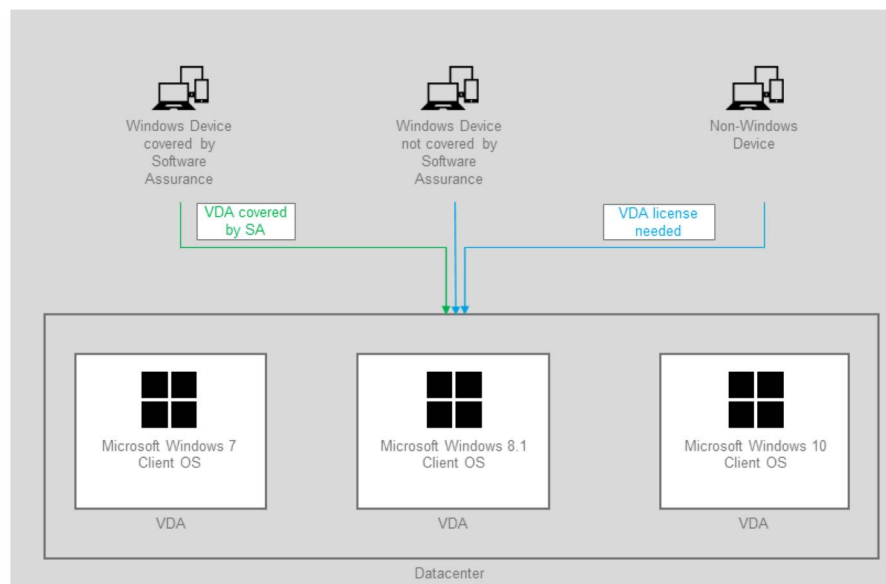 Windows Device
covered by
Software
Assurance
Windows Device
not covered by
Software
Assurance
Non-Windows
Device
VDA covered
by SA
VDA license
needed
Microsoft Windows 7
Client OS
Microsoft Windows 8.1
Client OS
Microsoft Windows 10
Client OS
VDA
VDA
VDA
Datacenter